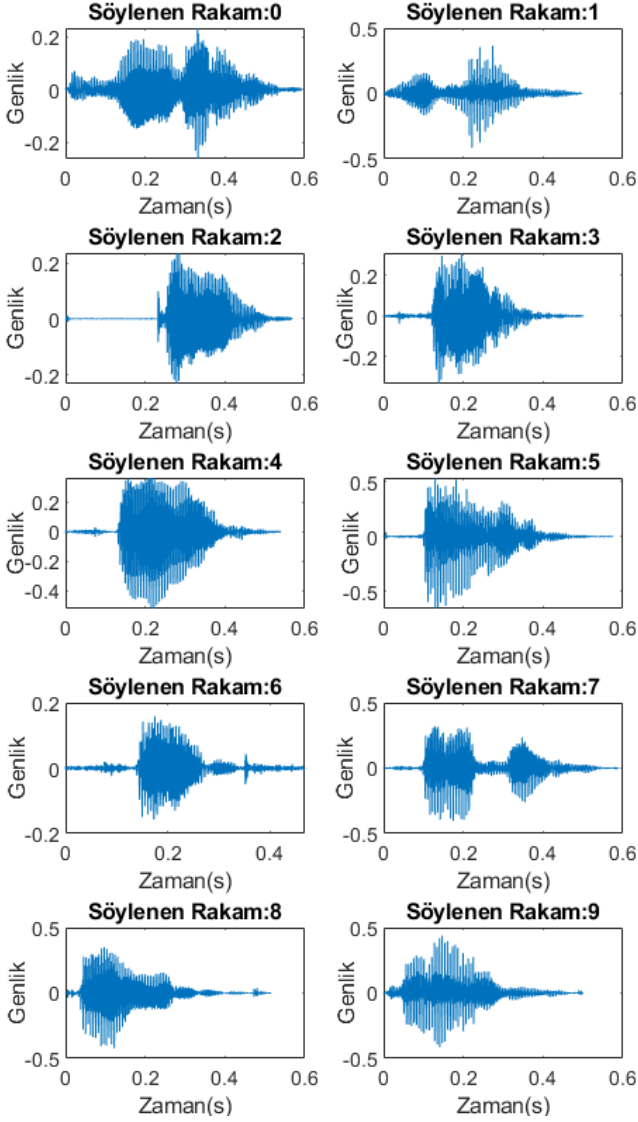 Söylenen Rakam:0
0.2
0
-0.2
Genlik
0 0.2 0.4 0.6
Zaman(s)
Söylenen Rakam:1
0.5
0
0.5
Genlik
0 0.2 0.4 0.6
Zaman(s)
Söylenen Rakam:2
0.2
0
-0.2
Genlik
0 0.2 0.4 0.6
Zaman(s)
Söylenen Rakam:3
0.2
0
-0.2
Genlik
0 0.2 0.4 0.6
Zaman(s)
Söylenen Rakam:4
0.2
0
-0.2
-0.4
Genlik
0 0.2 0.4 0.6
Zaman(s)
Söylenen Rakam:5
0.5
0
-0.5
Genlik
0 0.2 0.4 0.6
Zaman(s)
Söylenen Rakam:6
0.2
0
-0.2
Genlik
0 0.2 0.4
Zaman(s)
Söylenen Rakam:7
0.5
0
-0.5
Genlik
0 0.2 0.4 0.6
Zaman(s)
Söylenen Rakam:8
0.5
0
-0.5
Genlik
0 0.2 0.4 0.6
Zaman(s)
Söylenen Rakam:9
0.5
0
-0.5
Genlik
0 0.2 0.4 0.6
Zaman(s)